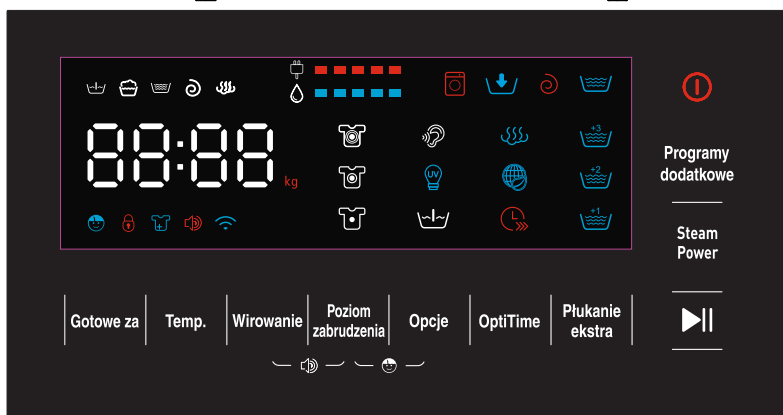 88:88
kg
UV
+3
+2
+1
Programy
dodatkowe
Steam
Power
Gotowe za
Temp.
Wirowanie
Poziom
zabrudzenia
Opcje
OptiTime
Płukanie
ekstra